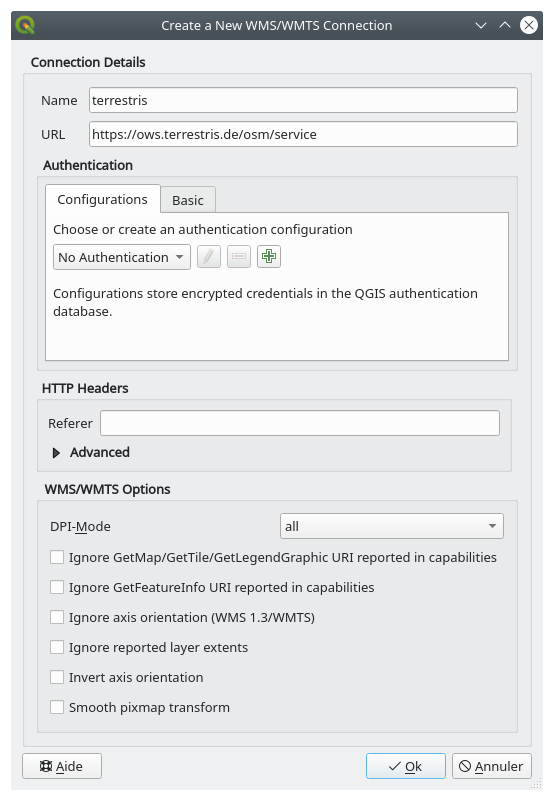 Create a New WMS/WMTS Connection
Connection Details
Name terrestris
URL https://ows.terrestris.de/osm/service
Authentication
Configurations Basic
Choose or create an authentication configuration
No Authentication
Configurations store encrypted credentials in the QGIS authentication
database.
HTTP Headers
Referer
Advanced
WMS/WMTS Options
DPI-Mode all
Ignore GetMap/GetTile/GetLegendGraphic URI reported in capabilities
Ignore GetFeatureInfo URI reported in capabilities
Ignore axis orientation (WMS 1.3/WMTS)
Ignore reported layer extents
Invert axis orientation
Smooth pixmap transform
Aide Ok Annuler